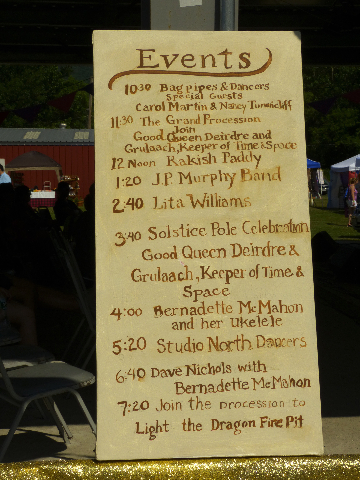 Events
10:30 Bagpipes & Dancers
Special Guests
Carol Martin & Nancy Tunnicliff
11:30 The Grand Procession
Join
Good Queen Deirdre and
Grulaach, Keeper of Time & Space
12 Noon Rakish Paddy
1:20 J.P. Murphy Band
2:40 Lita Williams
3:40 Solstice Pole Celebration
Good Queen Deirdre &
Grulaach, Keeper of Time &
Space
4:00 Bernadette McMahon
and her ukelele
5:20 Studio North Dancers
6:40 Dave Nichols with
Bernadette McMahon
7:20 Join the procession to
Light the Dragon Fire Pit